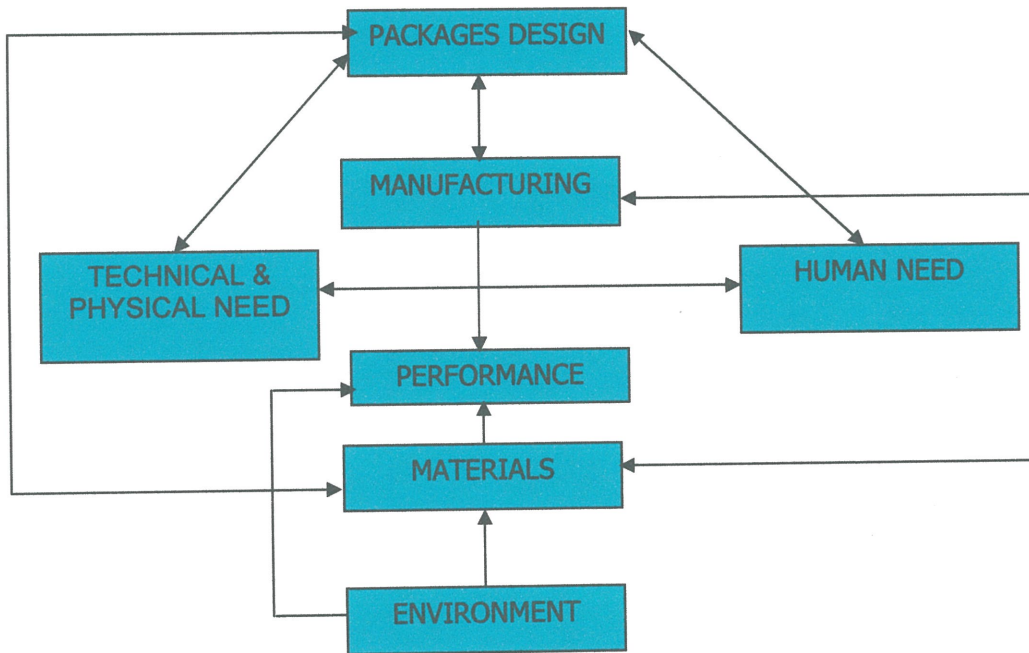 PACKAGES DESIGN
MANUFACTURING
TECHNICAL &
PHYSICAL NEED
HUMAN NEED
PERFORMANCE
MATERIALS
ENVIRONMENT